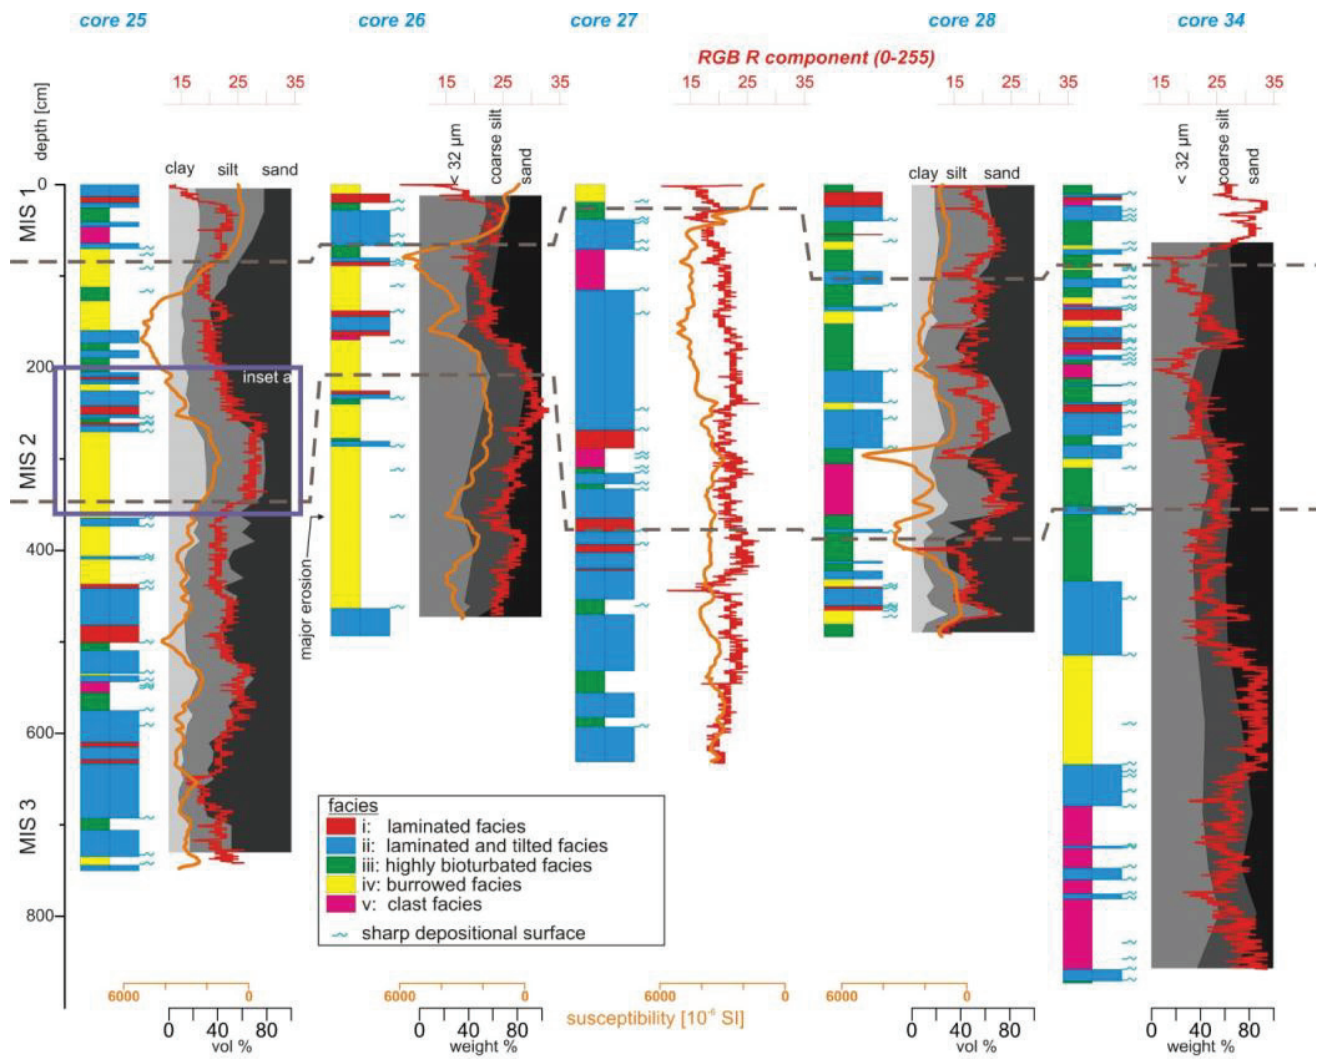 core 25
core 26
core 27
core 28
core 34
RGB R component (0-255)
15 25 35
15 25 35
15 25 35
15 25 35
15 25 35
depth [cm]
clay silt sand
< 32 µm coarse silt sand
clay silt sand
< 32 µm coarse silt sand
0
200
400
600
800
MIS 1
MIS 2
MIS 3
inset a
major erosion
facies
i: laminated facies
ii: laminated and tilted facies
iii: highly bioturbated facies
iv: burrowed facies
v: clast facies
sharp depositional surface
6000 0
6000 0
6000 0
6000 0
susceptibility [10⁻⁶ SI]
0 40 80
vol %
0 40 80
weight %
0 40 80
vol %
0 40 80
weight %